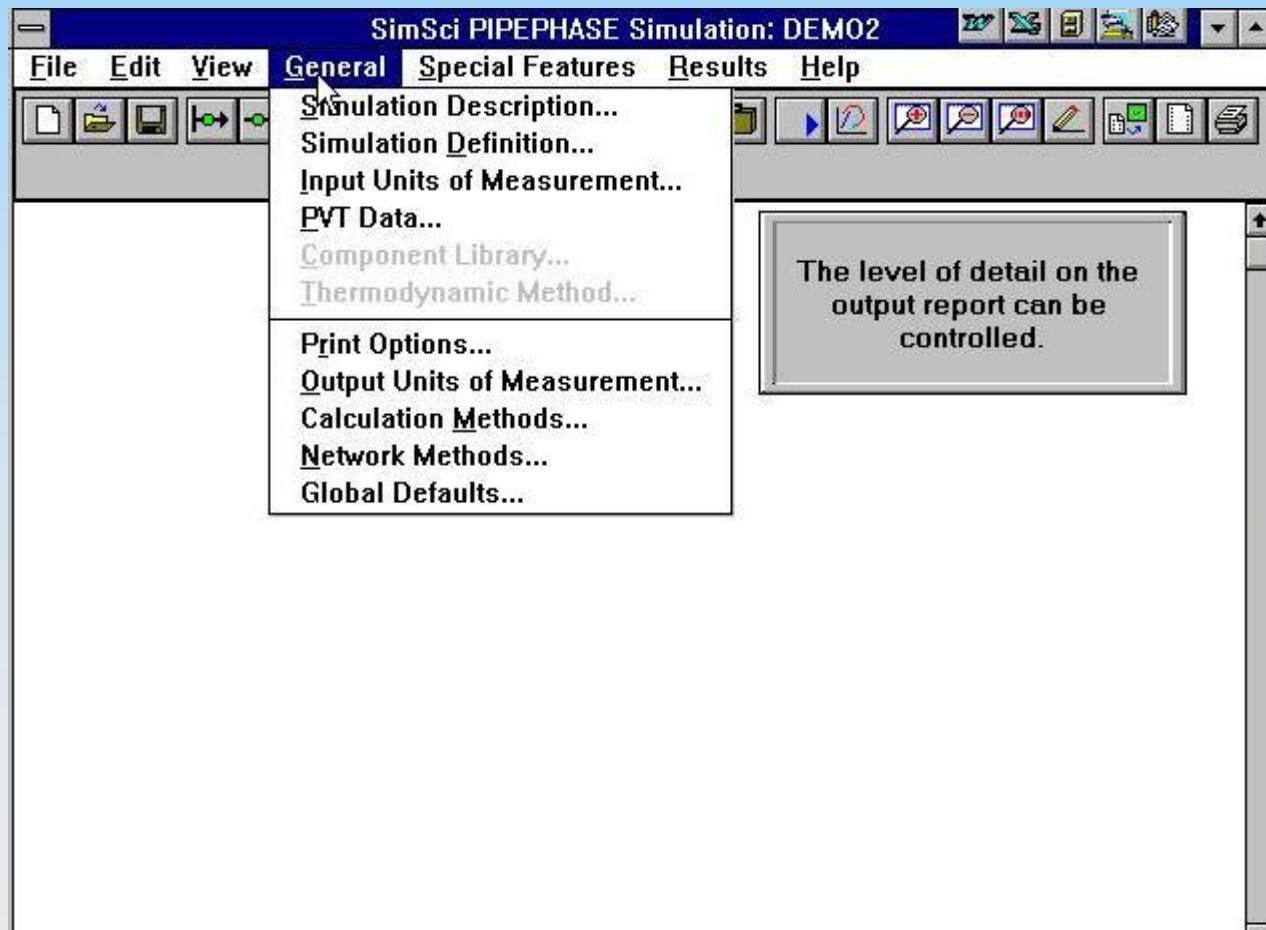 SimSci PIPEPHASE Simulation: DEMO2
File Edit View General Special Features Results Help
Simulation Description...
Simulation Definition...
Input Units of Measurement...
PVT Data...
Component Library...
Thermodynamic Method...
Print Options...
Output Units of Measurement...
Calculation Methods...
Network Methods...
Global Defaults...
The level of detail on the
output report can be
controlled.